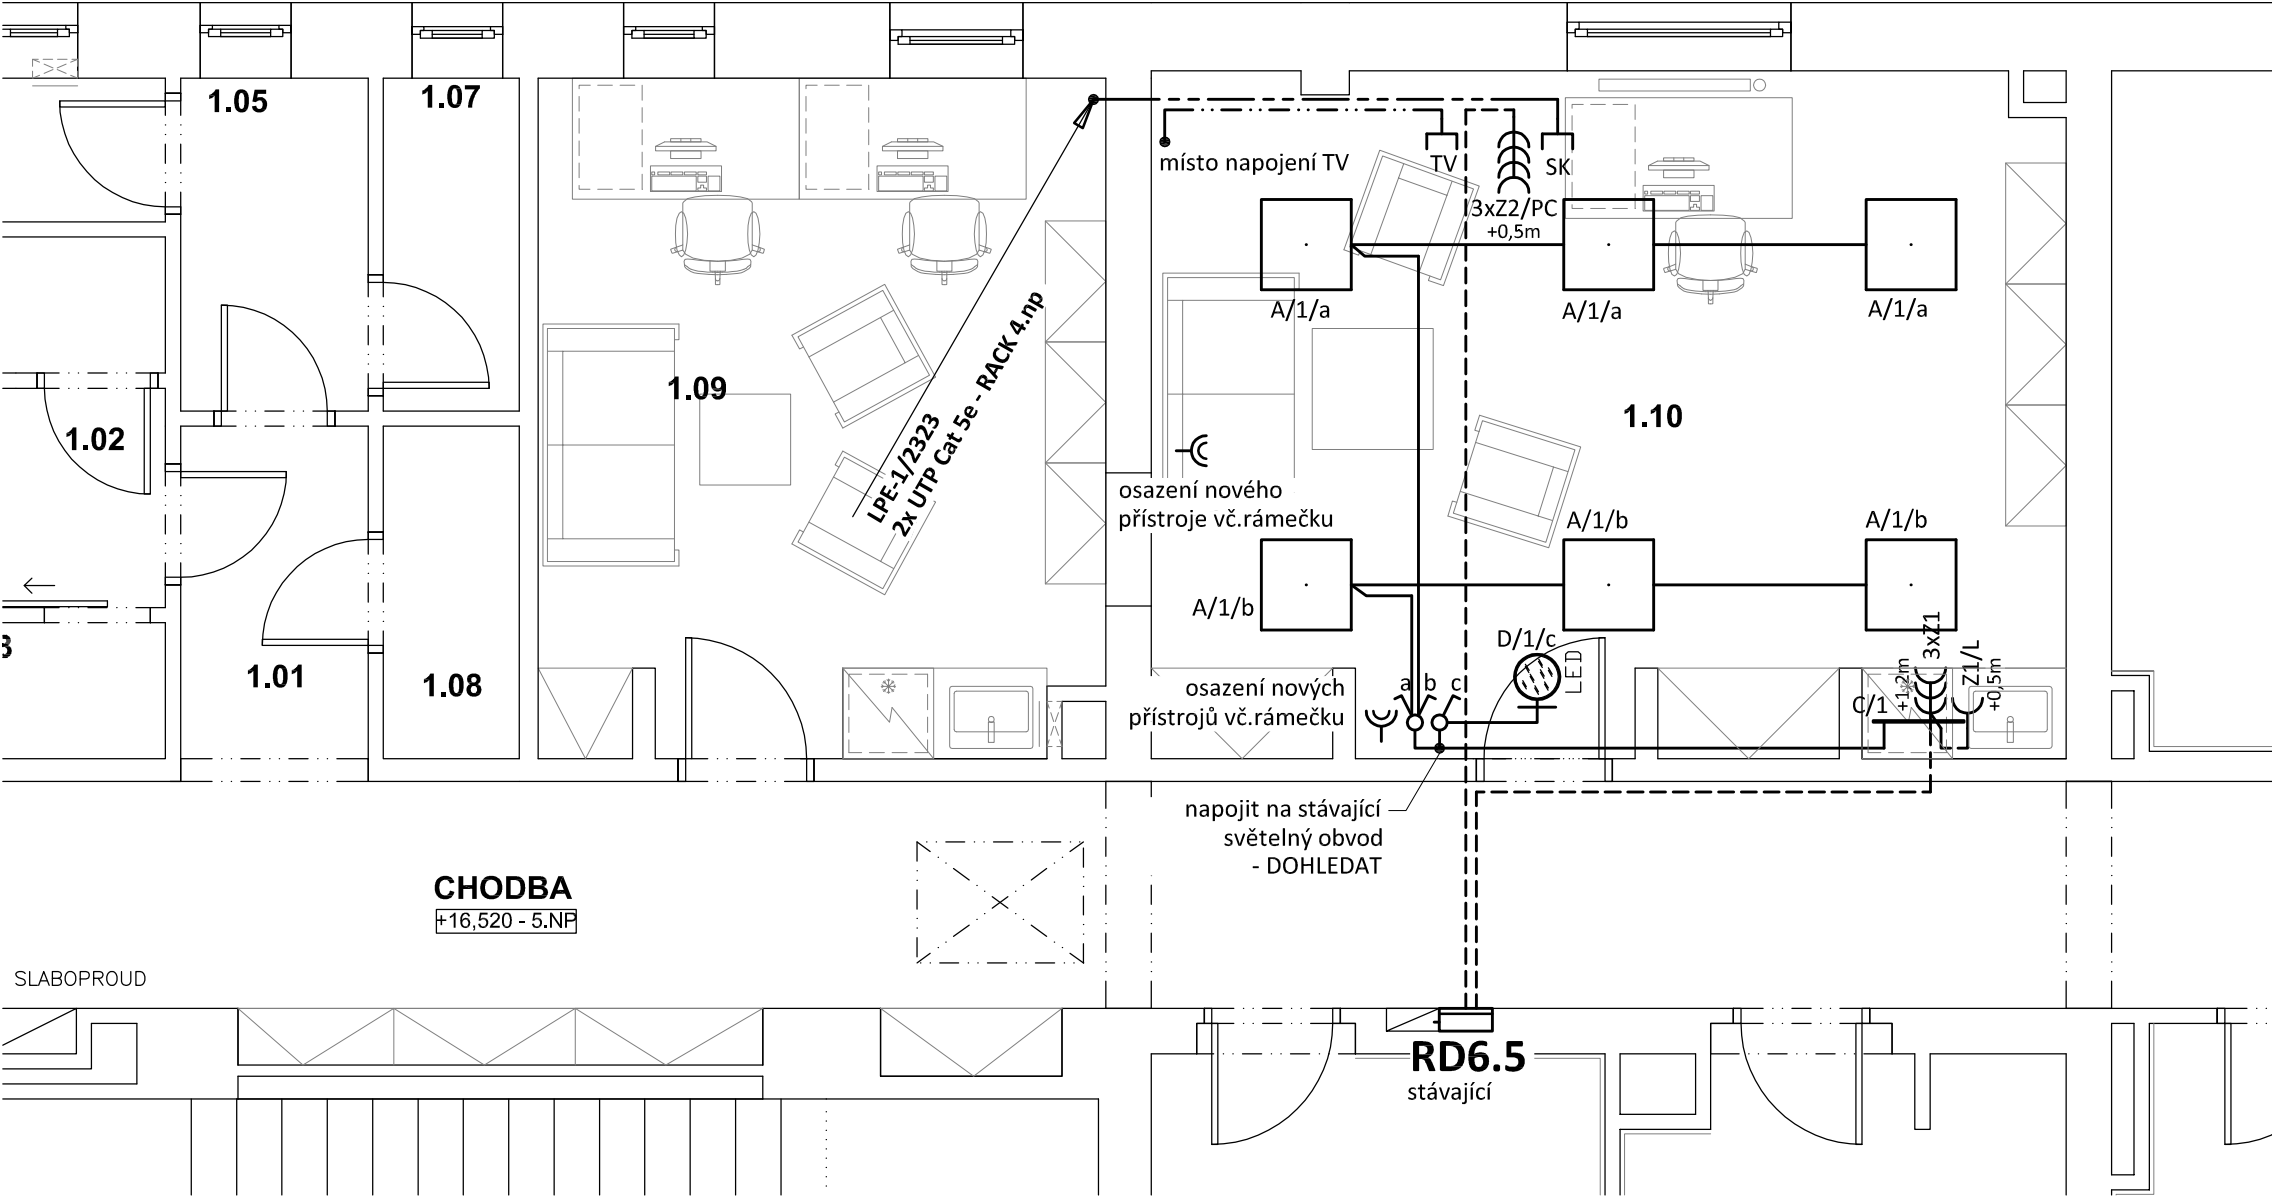 1.05
1.07
místo napojení TV
TV
SK
3xZ2/PC
+0,5m
A/1/a
A/1/a
A/1/a
LPE-1/2323
2x UTP Cat 5e - RACK 4.np
1.09
1.10
1.02
osazení nového
přístroje vč.rámečku
A/1/b
A/1/b
A/1/b
D/1/c
LED
3xZ1
+1,2m
Z1/L
+0,5m
C/1
1.01
1.08
3
osazení nových
přístrojů vč.rámečku
a
b
c
napojit na stávající
světelný obvod
- DOHLEDAT
CHODBA
+16,520 - 5.NP
SLABOPROUD
RD6.5
stávající